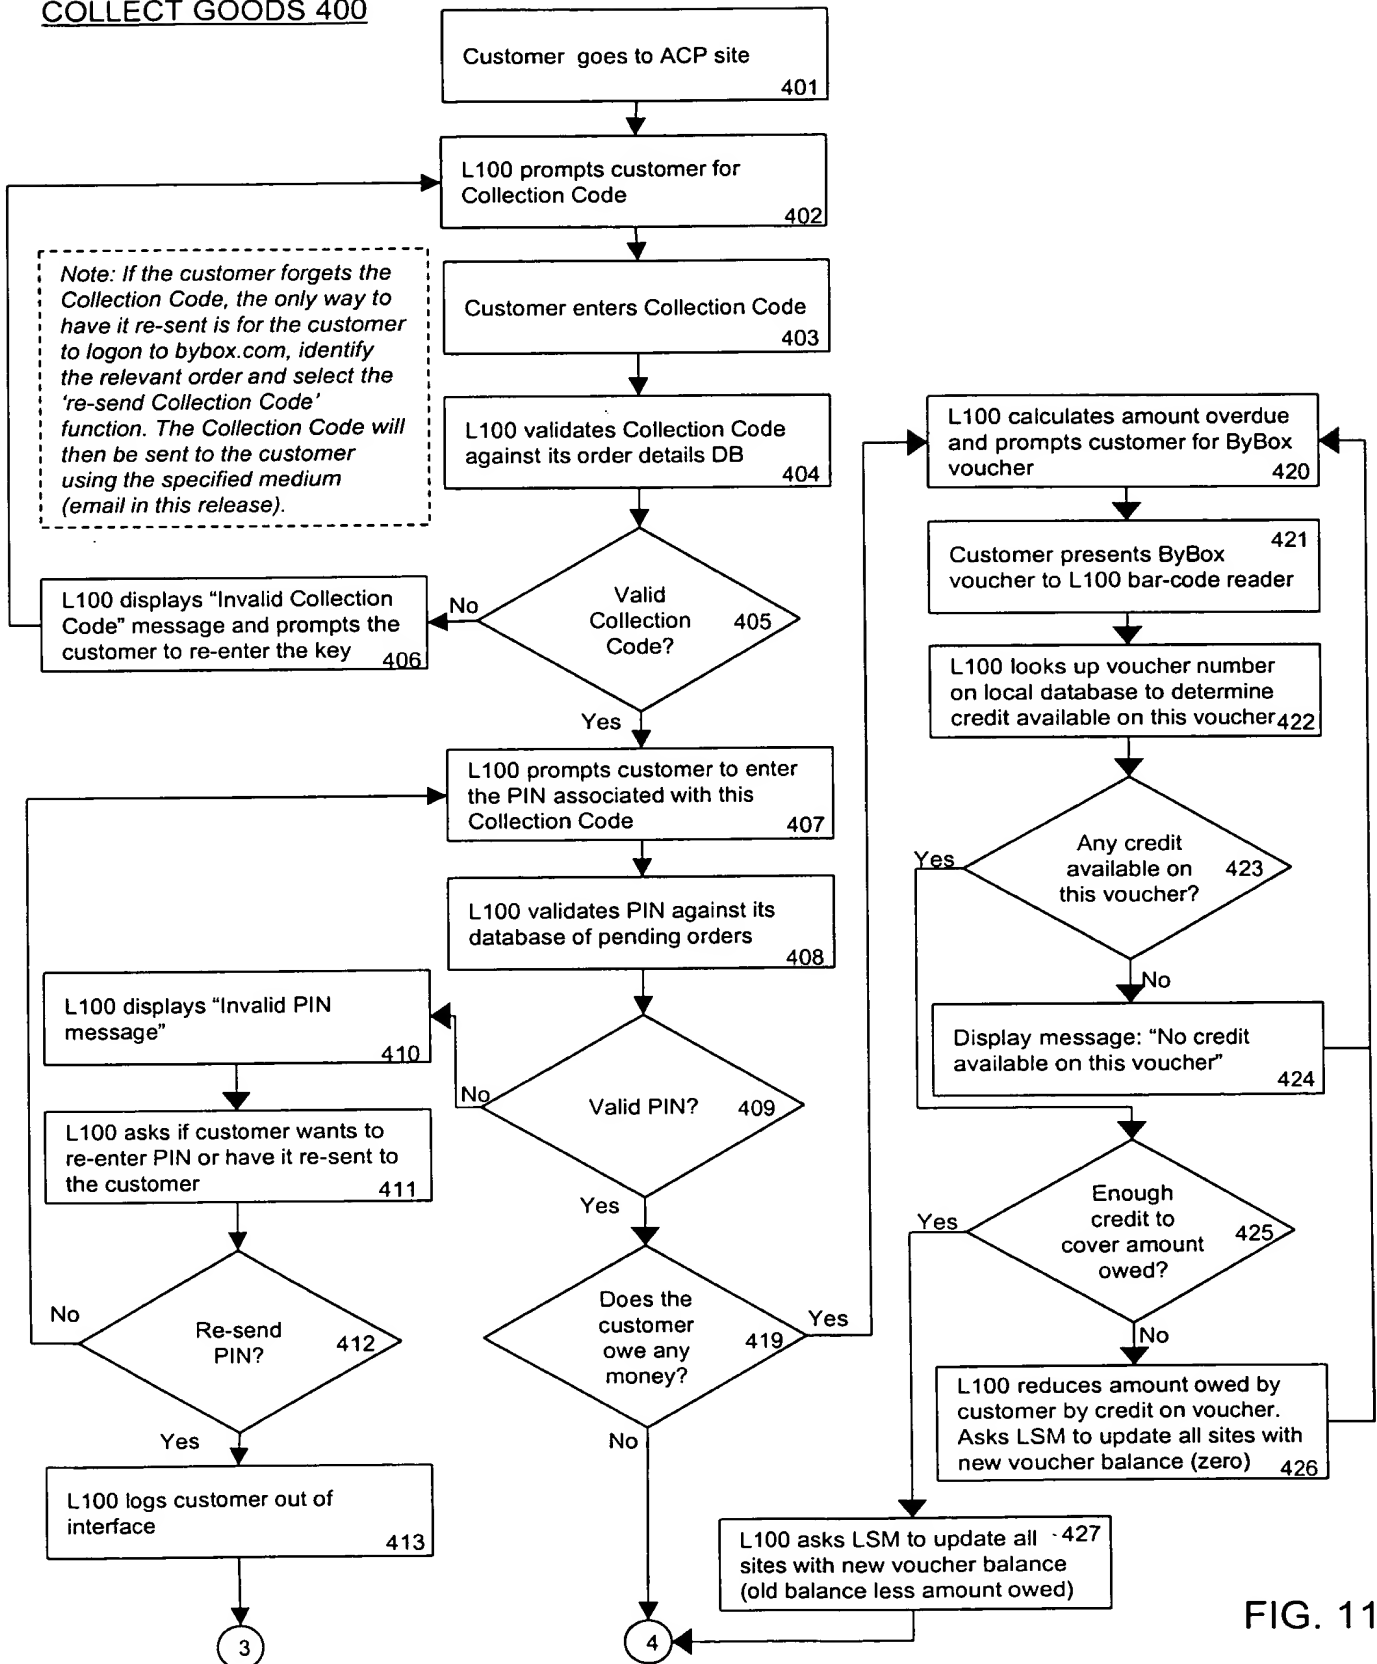 COLLECT GOODS 400
Customer goes to ACP site
401
L100 prompts customer for
Collection Code
402
Note: If the customer forgets the
Collection Code, the only way to
have it re-sent is for the customer
to logon to bybox.com, identify
the relevant order and select the
‘re-send Collection Code’
function. The Collection Code will
then be sent to the customer
using the specified medium
(email in this release).
Customer enters Collection Code
403
L100 validates Collection Code
against its order details DB
404
Valid
Collection
Code?
405
No
L100 displays “Invalid Collection
Code” message and prompts the
customer to re-enter the key
406
Yes
L100 prompts customer to enter
the PIN associated with this
Collection Code
407
L100 validates PIN against its
database of pending orders
408
Valid PIN?
409
No
L100 displays “Invalid PIN
message”
410
L100 asks if customer wants to
re-enter PIN or have it re-sent to
the customer
411
Re-send
PIN?
412
No
Yes
L100 logs customer out of
interface
413
3
Yes
Does the
customer
owe any
money?
419
Yes
No
4
L100 calculates amount overdue
and prompts customer for ByBox
voucher
420
421
Customer presents ByBox
voucher to L100 bar-code reader
L100 looks up voucher number
on local database to determine
credit available on this voucher
422
Any credit
available on
this voucher?
423
Yes
No
Display message: “No credit
available on this voucher”
424
Enough
credit to
cover amount
owed?
425
Yes
No
L100 reduces amount owed by
customer by credit on voucher.
Asks LSM to update all sites with
new voucher balance (zero)
426
L100 asks LSM to update all
427
sites with new voucher balance
(old balance less amount owed)
FIG. 11